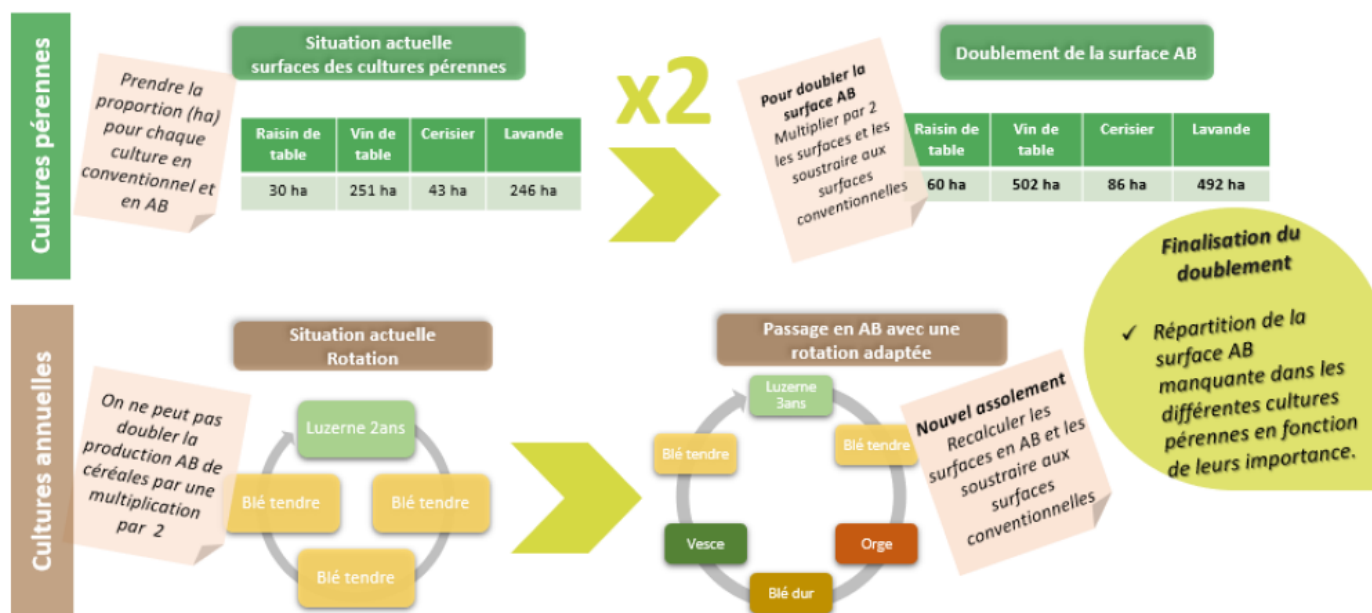 Cultures pérennes
Situation actuelle
surfaces des cultures pérennes
Prendre la
proportion (ha)
pour chaque
culture en
conventionnel et
en AB
Raisin de table Vin de table Cerisier Lavande
30 ha 251 ha 43 ha 246 ha
x2
Doublement de la surface AB
Pour doubler la
surface AB
Multiplier par 2
les surfaces et les
soustraire aux
surfaces
conventionnelles
Raisin de table Vin de table Cerisier Lavande
60 ha 502 ha 86 ha 492 ha
Finalisation du
doublement
✓ Répartition de la
surface AB
manquante dans les
différentes cultures
pérennes en fonction
de leurs importance.
Cultures annuelles
Situation actuelle
Rotation
On ne peut pas
doubler la
production AB de
céréales par une
multiplication
par 2
Luzerne 2ans
Blé tendre
Blé tendre
Blé tendre
Passage en AB avec une
rotation adaptée
Luzerne
3ans
Blé tendre
Blé tendre
Vesce
Orge
Blé dur
Nouvel assolement
Recalculer les
surfaces en AB et les
soustraire aux
surfaces
conventionnelles